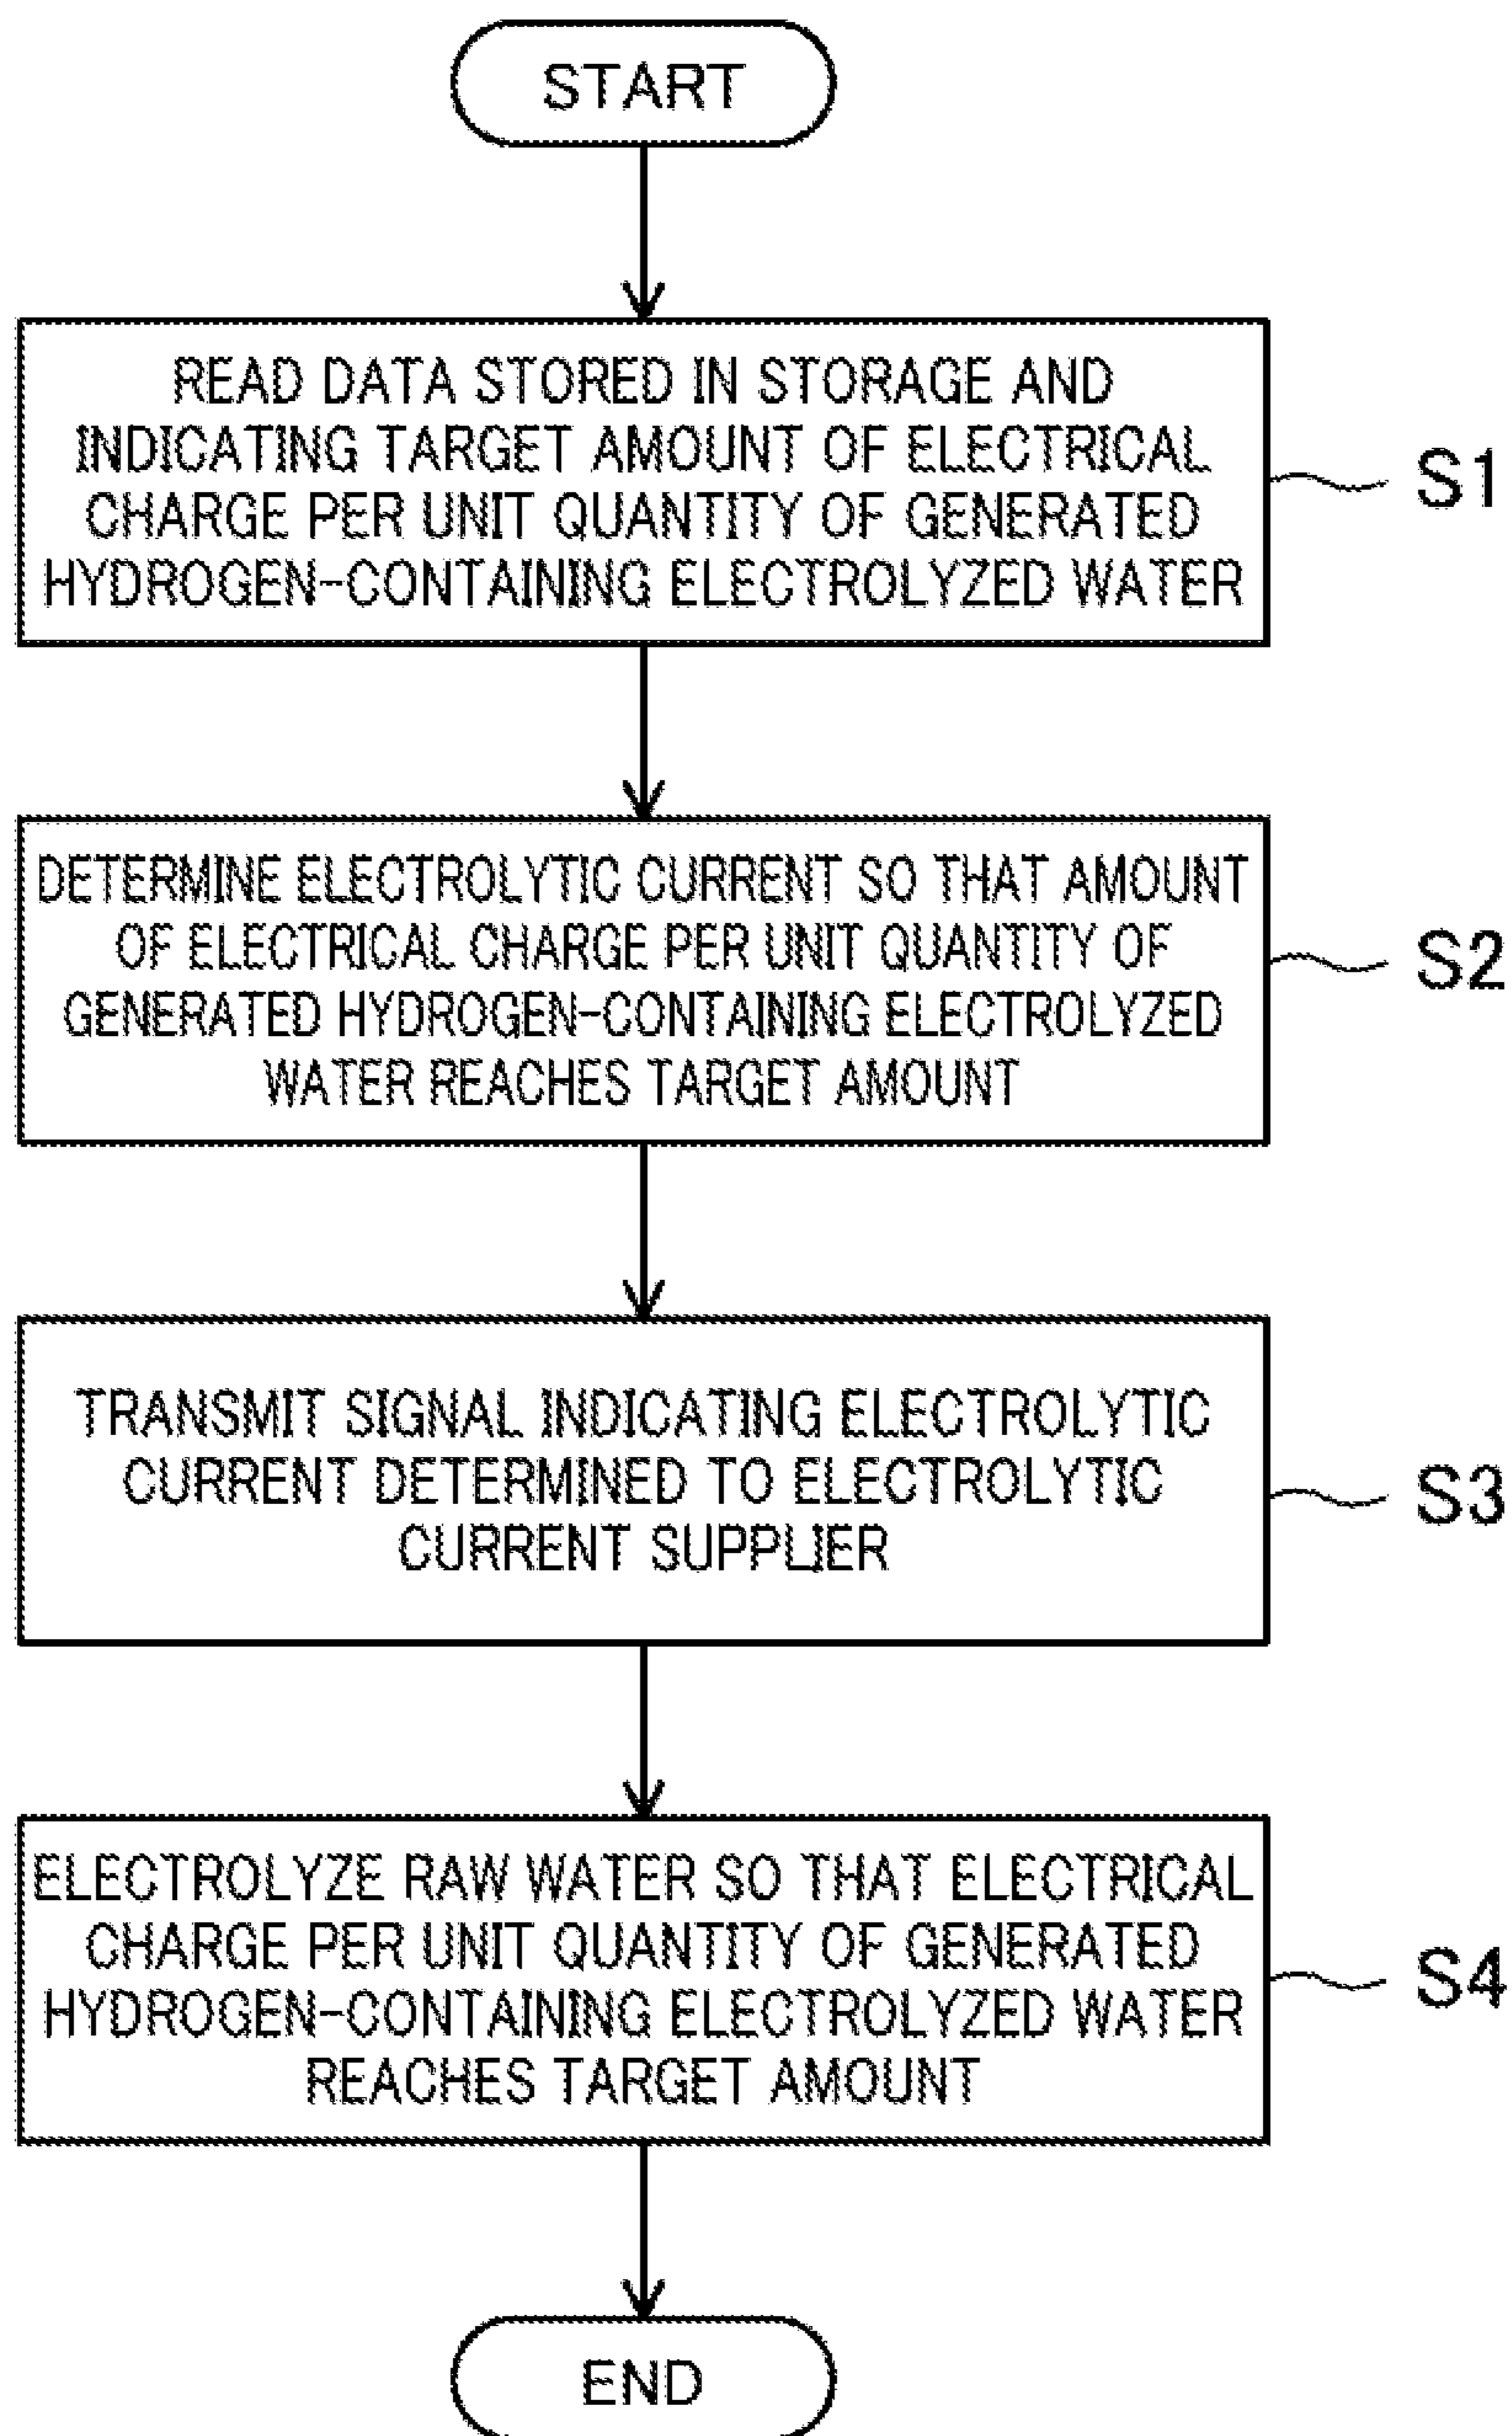 START
READ DATA STORED IN STORAGE AND
INDICATING TARGET AMOUNT OF ELECTRICAL
CHARGE PER UNIT QUANTITY OF GENERATED
HYDROGEN-CONTAINING ELECTROLYZED WATER
S1
DETERMINE ELECTROLYTIC CURRENT SO THAT AMOUNT
OF ELECTRICAL CHARGE PER UNIT QUANTITY OF
GENERATED HYDROGEN-CONTAINING ELECTROLYZED
WATER REACHES TARGET AMOUNT
S2
TRANSMIT SIGNAL INDICATING ELECTROLYTIC
CURRENT DETERMINED TO ELECTROLYTIC
CURRENT SUPPLIER
S3
ELECTROLYZE RAW WATER SO THAT ELECTRICAL
CHARGE PER UNIT QUANTITY OF GENERATED
HYDROGEN-CONTAINING ELECTROLYZED WATER
REACHES TARGET AMOUNT
S4
END